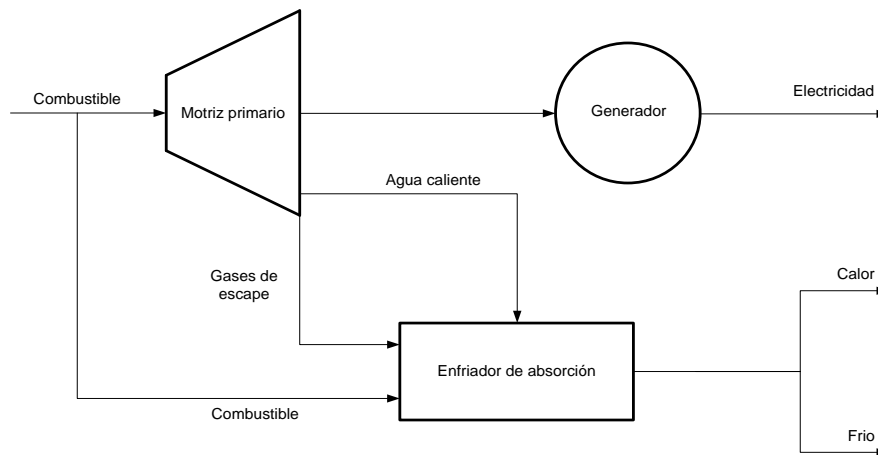 Combustible
Motriz primario
Generador
Electricidad
Agua caliente
Gases de
escape
Calor
Enfriador de absorción
Combustible
Frio